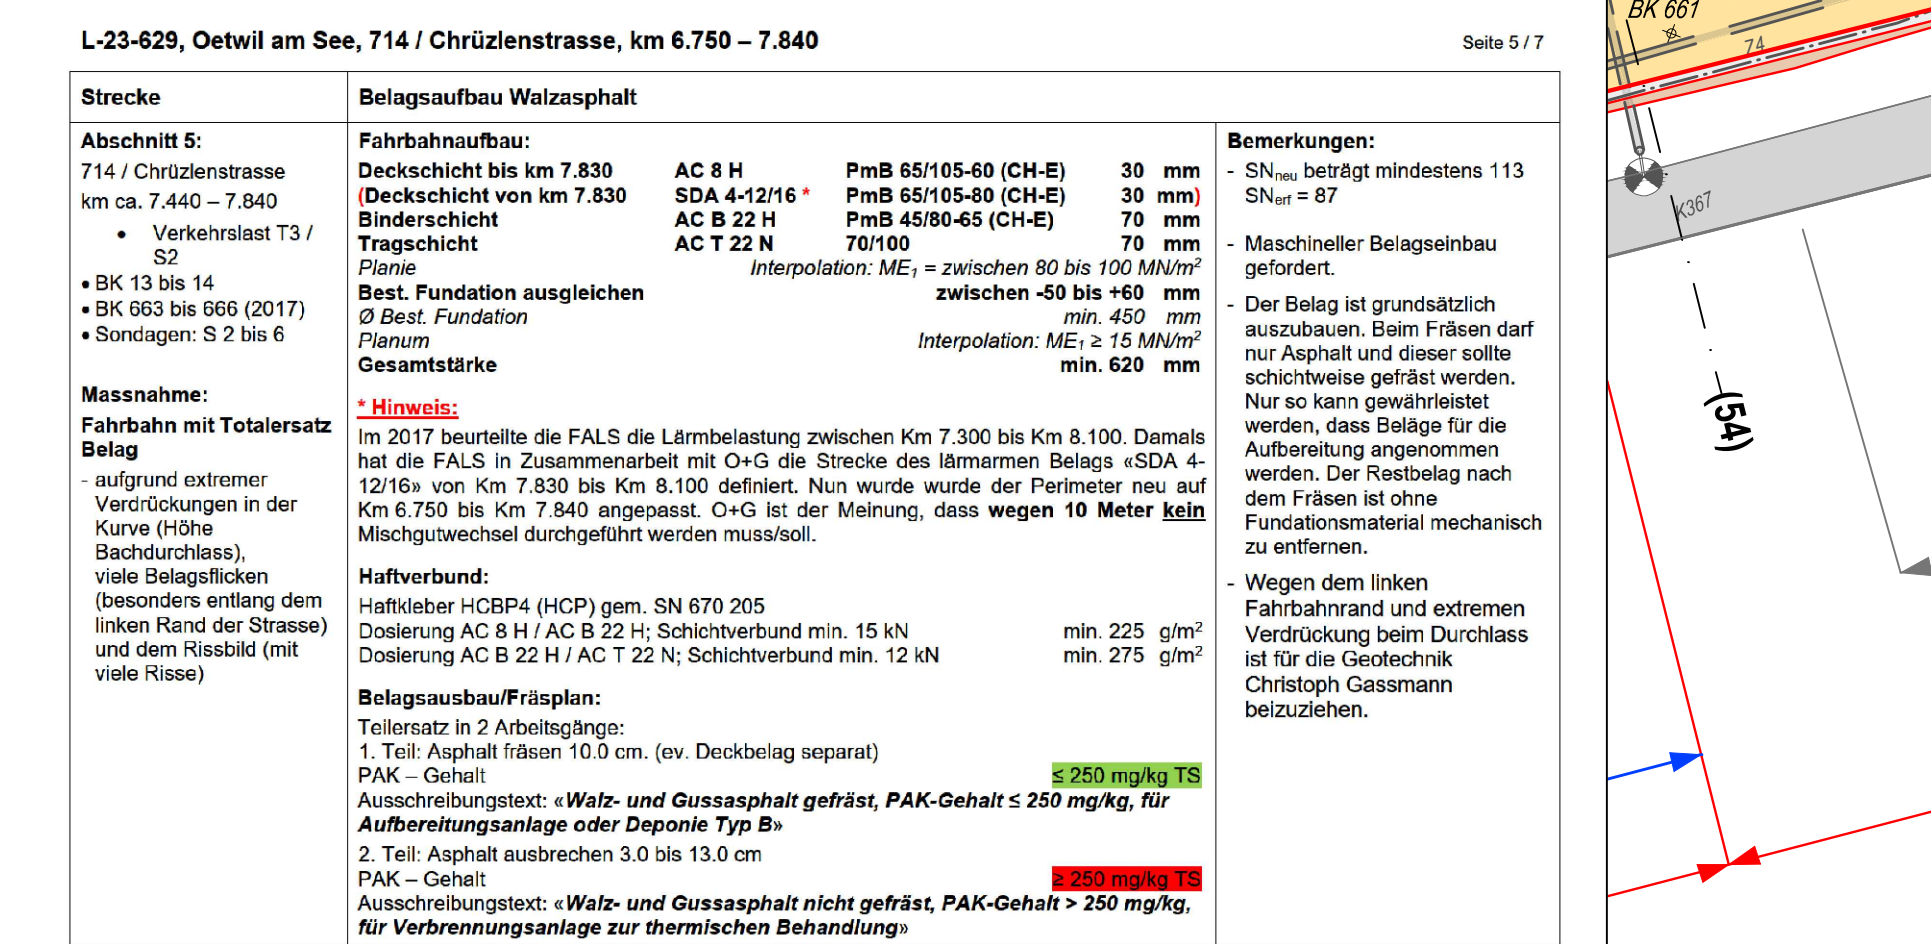 L-23-629, Oetwil am See, 714 / Chrüzlenstrasse, km 6.750 – 7.840
Seite 5 / 7
Strecke
Belagsaufbau Walzasphalt
Abschnitt 5:
714 / Chrüzlenstrasse
km ca. 7.440 – 7.840
• Verkehrslast T3 /
S2
• BK 13 bis 14
• BK 663 bis 666 (2017)
• Sondagen: S 2 bis 6
Massnahme:
Fahrbahn mit Totalersatz
Belag
- aufgrund extremer
Verdrückungen in der
Kurve (Höhe
Bachdurchlass),
viele Belagsflicken
(besonders entlang dem
linken Rand der Strasse)
und dem Rissbild (mit
viele Risse)
Fahrbahnaufbau:
Deckschicht bis km 7.830 AC 8 H PmB 65/105-60 (CH-E) 30 mm
(Deckschicht von km 7.830 SDA 4-12/16 * PmB 65/105-80 (CH-E) 30 mm)
Binderschicht AC B 22 H PmB 45/80-65 (CH-E) 70 mm
Tragschicht AC T 22 N 70/100 70 mm
Planie Interpolation: ME1 = zwischen 80 bis 100 MN/m²
Best. Fundation ausgleichen zwischen -50 bis +60 mm
Ø Best. Fundation min. 450 mm
Planum Interpolation: ME1 ≥ 15 MN/m²
Gesamtstärke min. 620 mm
* Hinweis:
Im 2017 beurteilte die FALS die Lärmbelastung zwischen Km 7.300 bis Km 8.100. Damals
hat die FALS in Zusammenarbeit mit O+G die Strecke des lärmarmen Belags «SDA 4-
12/16» von Km 7.830 bis Km 8.100 definiert. Nun wurde wurde der Perimeter neu auf
Km 6.750 bis Km 7.840 angepasst. O+G ist der Meinung, dass wegen 10 Meter kein
Mischgutwechsel durchgeführt werden muss/soll.
Haftverbund:
Haftkleber HCBP4 (HCP) gem. SN 670 205
Dosierung AC 8 H / AC B 22 H; Schichtverbund min. 15 kN min. 225 g/m²
Dosierung AC B 22 H / AC T 22 N; Schichtverbund min. 12 kN min. 275 g/m²
Belagsausbau/Fräsplan:
Teilersatz in 2 Arbeitsgänge:
1. Teil: Asphalt fräsen 10.0 cm. (ev. Deckbelag separat)
PAK – Gehalt ≤ 250 mg/kg TS
Ausschreibungstext: «Walz- und Gussasphalt gefräst, PAK-Gehalt ≤ 250 mg/kg, für
Aufbereitungsanlage oder Deponie Typ B»
2. Teil: Asphalt ausbrechen 3.0 bis 13.0 cm
PAK – Gehalt ≥ 250 mg/kg TS
Ausschreibungstext: «Walz- und Gussasphalt nicht gefräst, PAK-Gehalt > 250 mg/kg,
für Verbrennungsanlage zur thermischen Behandlung»
Bemerkungen:
- SNneu beträgt mindestens 113
SNerf = 87
- Maschineller Belagseinbau
gefordert.
- Der Belag ist grundsätzlich
auszubauen. Beim Fräsen darf
nur Asphalt und dieser sollte
schichtweise gefräst werden.
Nur so kann gewährleistet
werden, dass Beläge für die
Aufbereitung angenommen
werden. Der Restbelag nach
dem Fräsen ist ohne
Fundationsmaterial mechanisch
zu entfernen.
- Wegen dem linken
Fahrbahnrand und extremen
Verdrückung beim Durchlass
ist für die Geotechnik
Christoph Gassmann
beizuziehen.
BK 661
74
K367
(54)